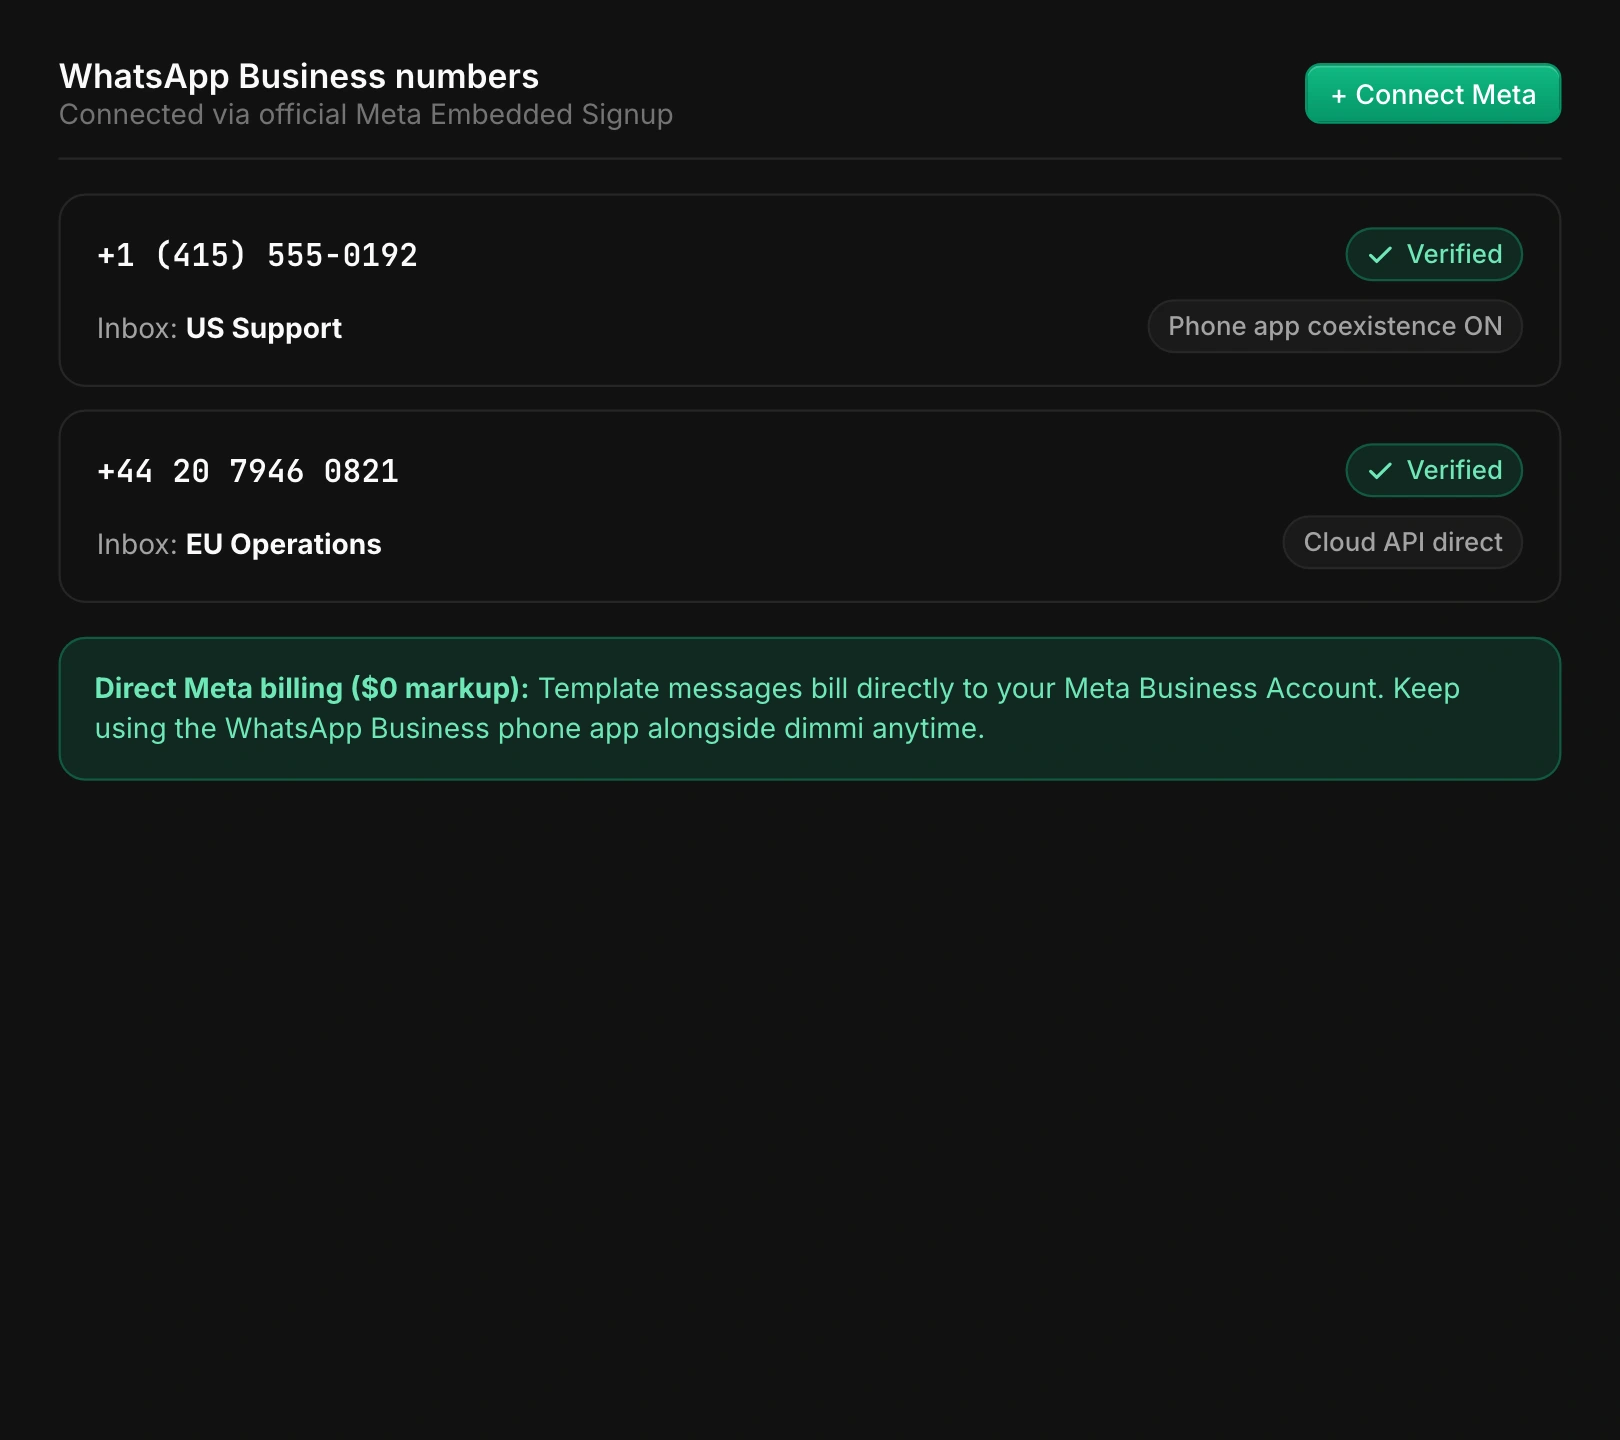 WhatsApp Business numbers
Connected via official Meta Embedded Signup
+ Connect Meta
+1 (415) 555-0192
Verified
Inbox: US Support
Phone app coexistence ON
+44 20 7946 0821
Verified
Inbox: EU Operations
Cloud API direct
Direct Meta billing ($0 markup): Template messages bill directly to your Meta Business Account. Keep
using the WhatsApp Business phone app alongside dimmi anytime.